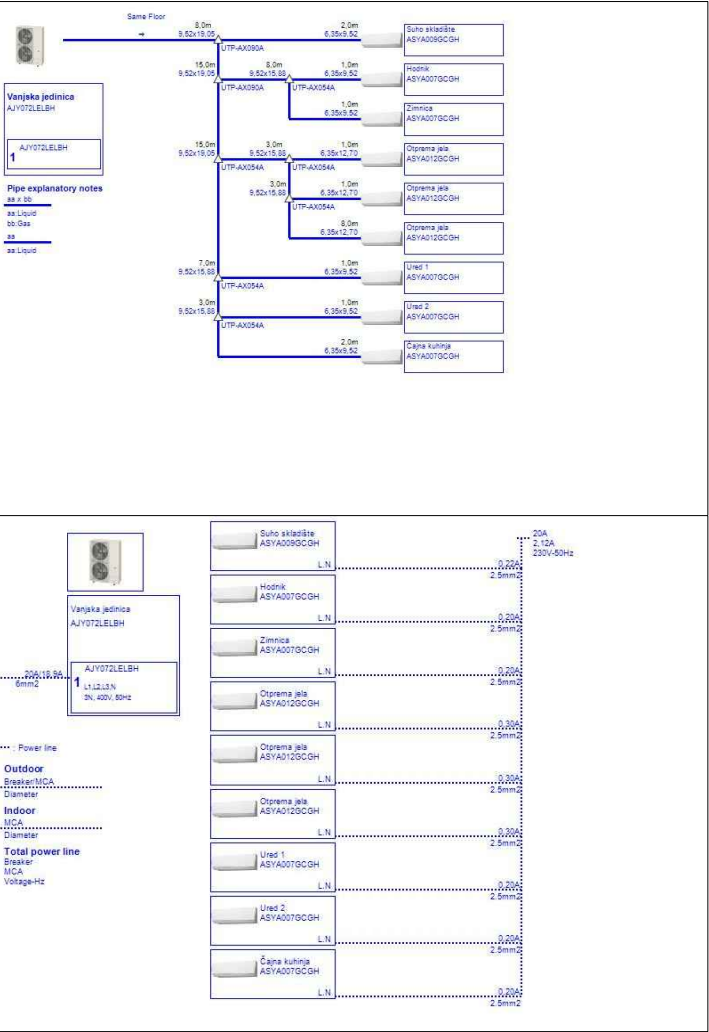 Same Floor
8,0m
9,52x19,05
UTP-AX090A
2,0m
6,35x9,52
Suho skladište
ASYA009GCGH
15,0m
9,52x19,05
UTP-AX090A
8,0m
9,52x15,88
UTP-AX054A
1,0m
6,35x9,52
Hodnik
ASYA007GCGH
1,0m
6,35x9,52
Zimnica
ASYA007GCGH
Vanjska jedinica
AJY072LELBH
AJY072LELBH
1
15,0m
9,52x19,05
UTP-AX054A
3,0m
9,52x15,88
UTP-AX054A
1,0m
6,35x12,70
Otprema jela
ASYA012GCGH
3,0m
9,52x15,88
UTP-AX054A
1,0m
6,35x12,70
Otprema jela
ASYA012GCGH
8,0m
6,35x12,70
Otprema jela
ASYA012GCGH
Pipe explanatory notes
aa x bb
aa:Liquid
bb:Gas
aa
aa:Liquid
7,0m
9,52x15,88
UTP-AX054A
1,0m
6,35x9,52
Ured 1
ASYA007GCGH
3,0m
9,52x15,88
UTP-AX054A
1,0m
6,35x9,52
Ured 2
ASYA007GCGH
2,0m
6,35x9,52
Čajna kuhinja
ASYA007GCGH
Vanjska jedinica
AJY072LELBH
20A/18,9A
6mm2
AJY072LELBH
1
L1,L2,L3,N
3N, 400V, 50Hz
: Power line
Outdoor
Breaker/MCA
Diameter
Indoor
MCA
Diameter
Total power line
Breaker
MCA
Voltage-Hz
Suho skladište
ASYA009GCGH
L.N
0,22A
2.5mm2
Hodnik
ASYA007GCGH
L.N
0,20A
2.5mm2
Zimnica
ASYA007GCGH
L.N
0,20A
2.5mm2
Otprema jela
ASYA012GCGH
L.N
0,30A
2.5mm2
Otprema jela
ASYA012GCGH
L.N
0,30A
2.5mm2
Otprema jela
ASYA012GCGH
L.N
0,30A
2.5mm2
Ured 1
ASYA007GCGH
L.N
0,20A
2.5mm2
Ured 2
ASYA007GCGH
L.N
0,20A
2.5mm2
Čajna kuhinja
ASYA007GCGH
L.N
0,20A
2.5mm2
20A
2,12A
230V-50Hz